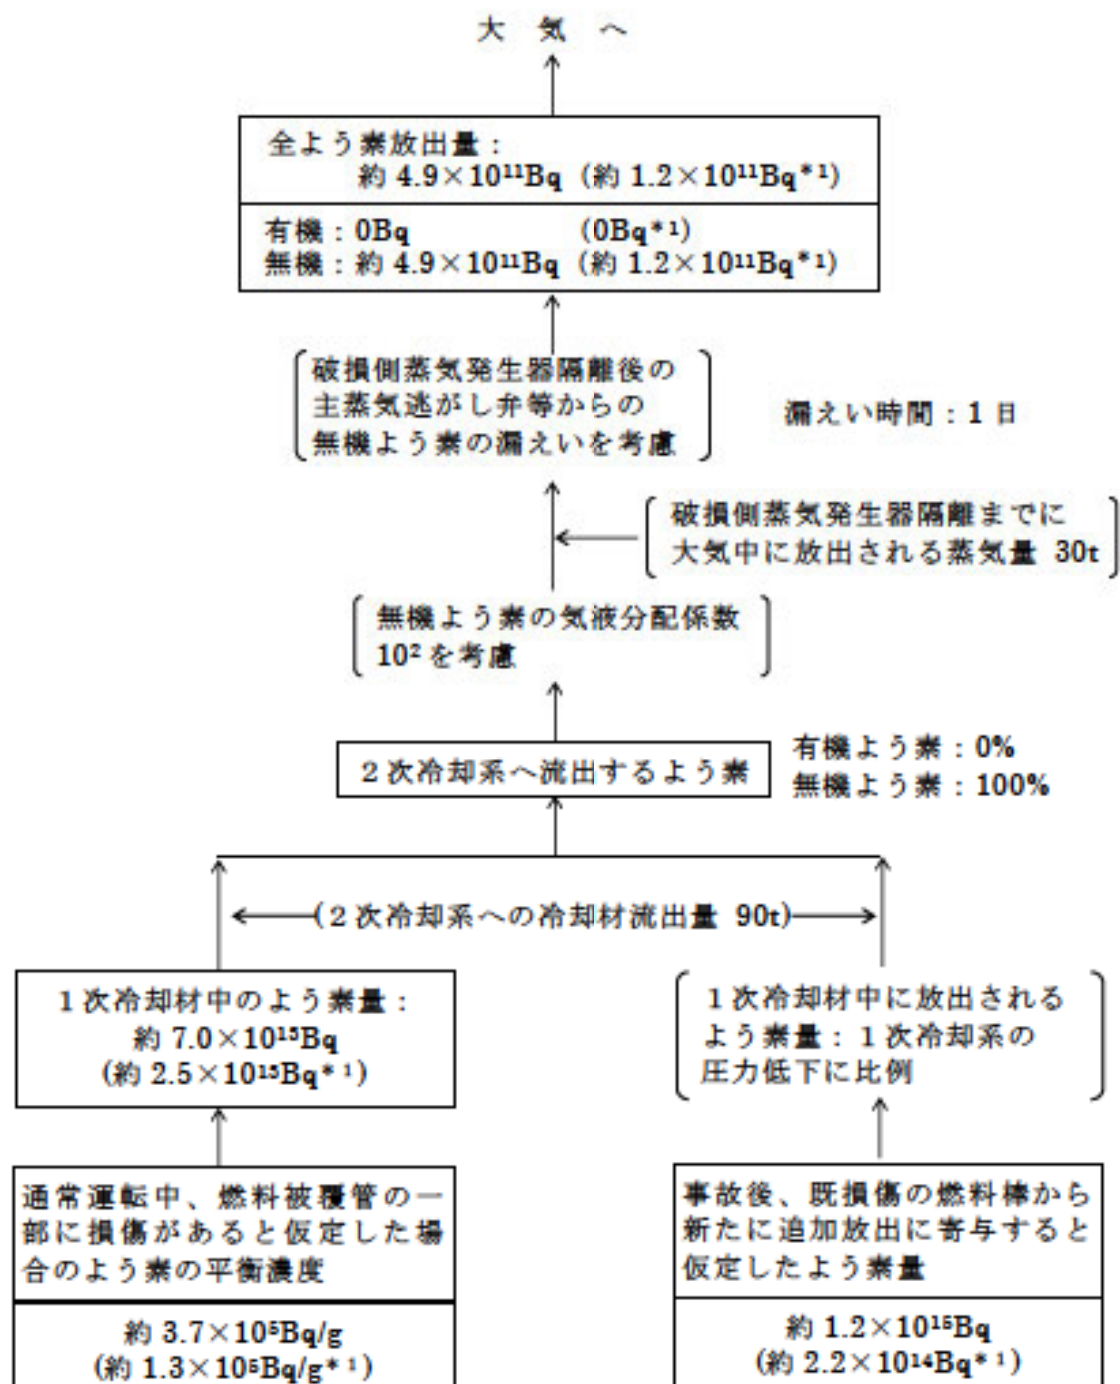 大 気 へ
全よう素放出量：
約 4.9×10¹¹Bq (約 1.2×10¹¹Bq*¹)
有機：0Bq (0Bq*¹)
無機：約 4.9×10¹¹Bq (約 1.2×10¹¹Bq*¹)
破損側蒸気発生器隔離後の
主蒸気逃がし弁等からの
無機よう素の漏えいを考慮
漏えい時間：1 日
破損側蒸気発生器隔離までに
大気中に放出される蒸気量 30t
無機よう素の気液分配係数
10² を考慮
２次冷却系へ流出するよう素
有機よう素：0%
無機よう素：100%
(２次冷却系への冷却材流出量 90t)
１次冷却材中のよう素量：
約 7.0×10¹³Bq
(約 2.5×10¹³Bq*¹)
１次冷却材中に放出される
よう素量：１次冷却系の
圧力低下に比例
通常運転中、燃料被覆管の一
部に損傷があると仮定した場
合のよう素の平衡濃度
約 3.7×10⁵Bq/g
(約 1.3×10⁵Bq/g*¹)
事故後、既損傷の燃料棒から
新たに追加放出に寄与すると
仮定したよう素量
約 1.2×10¹⁵Bq
(約 2.2×10¹⁴Bq*¹)